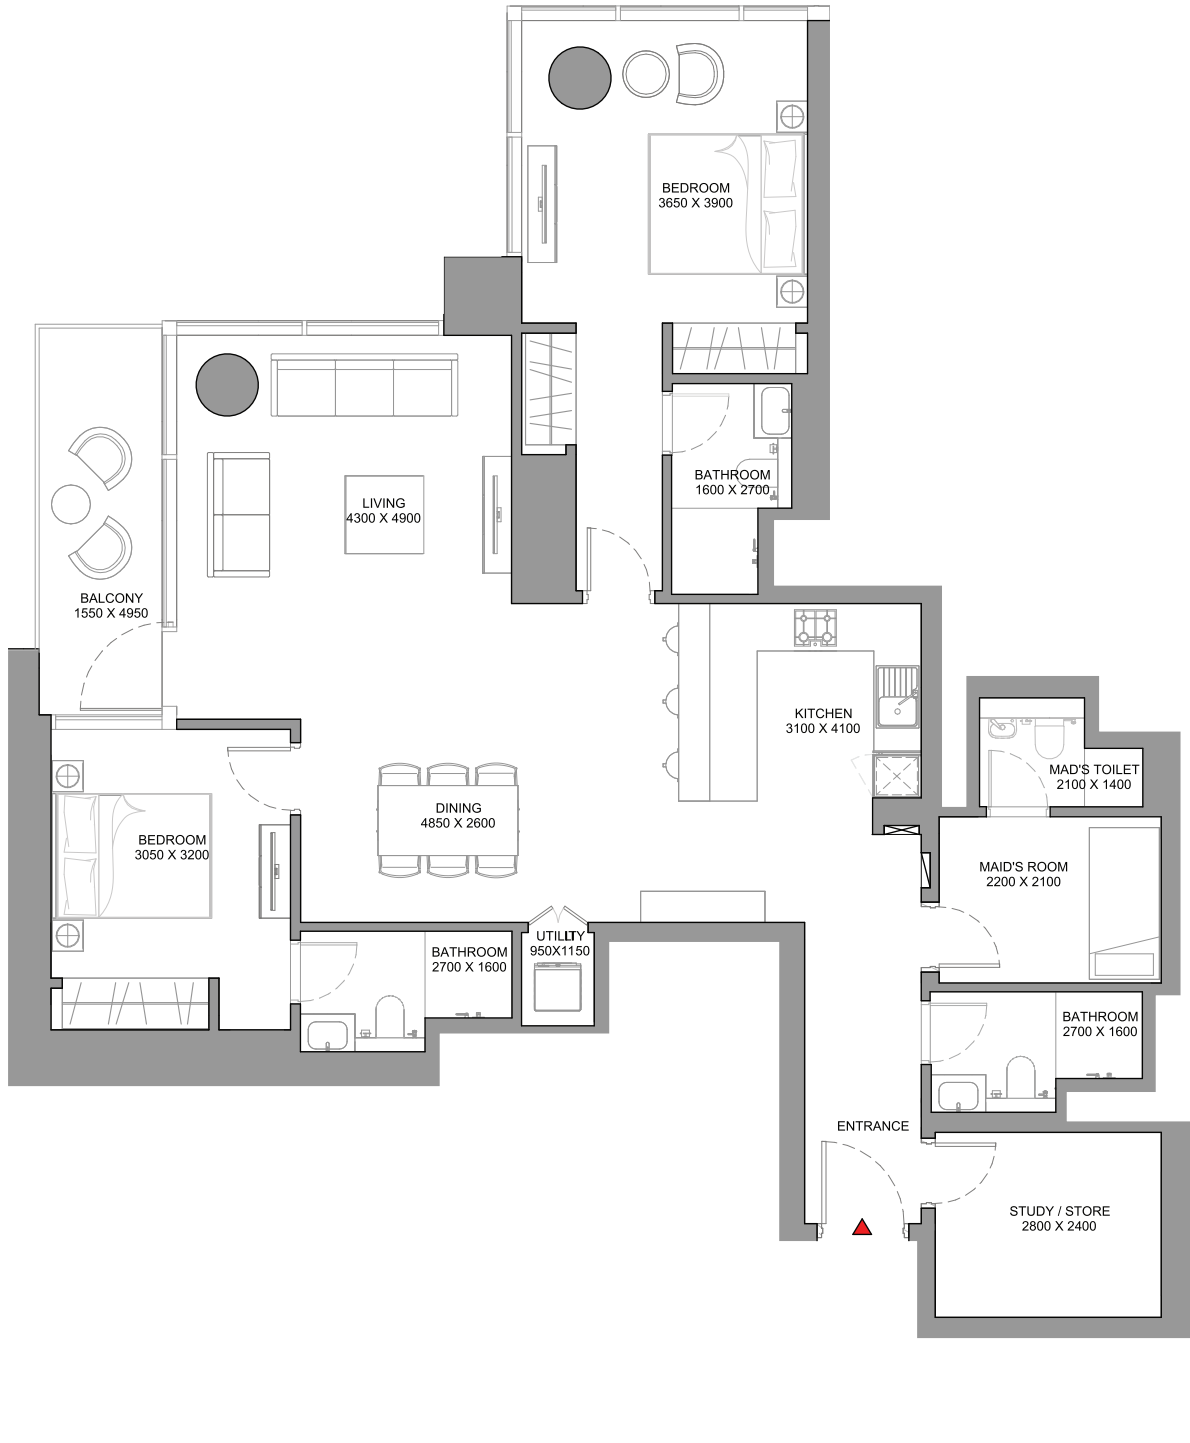 BEDROOM
3650 X 3900
BATHROOM
1600 X 2700
LIVING
4300 X 4900
BALCONY
1550 X 4950
KITCHEN
3100 X 4100
MAD'S TOILET
2100 X 1400
DINING
4850 X 2600
BEDROOM
3050 X 3200
MAID'S ROOM
2200 X 2100
UTILITY
950X1150
BATHROOM
2700 X 1600
BATHROOM
2700 X 1600
ENTRANCE
STUDY / STORE
2800 X 2400